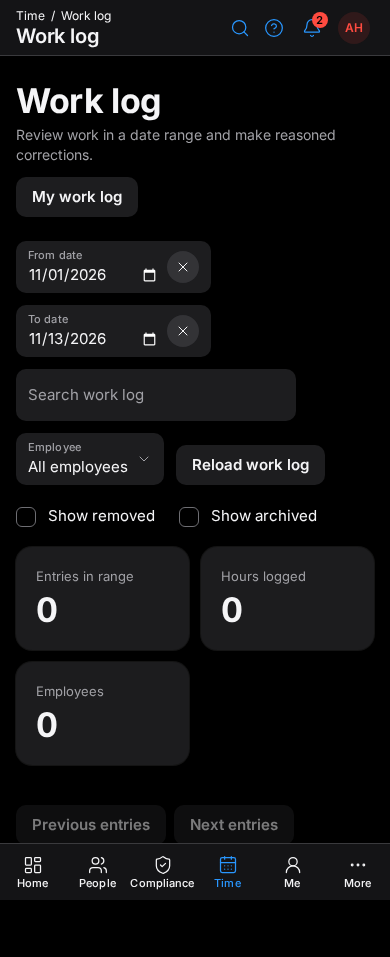 Time / Work log
Work log
2
AH
Work log
Review work in a date range and make reasoned
corrections.
My work log
From date
11/01/2026
To date
11/13/2026
Search work log
Employee
All employees
Reload work log
Show removed
Show archived
Entries in range
0
Hours logged
0
Employees
0
Previous entries
Next entries
Home
People
Compliance
Time
Me
More